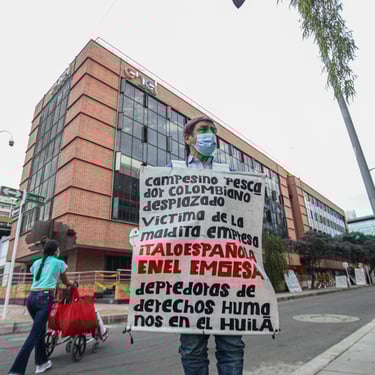 enel
CAMPESINO PESCA
dor COLOMBIANO
desplazado
VICTIMA de LA
maldita empresa
ITALOESPAÑOLA
ENEL EMGESA
depredoras de
derechos HUMA
nos en el HUILA